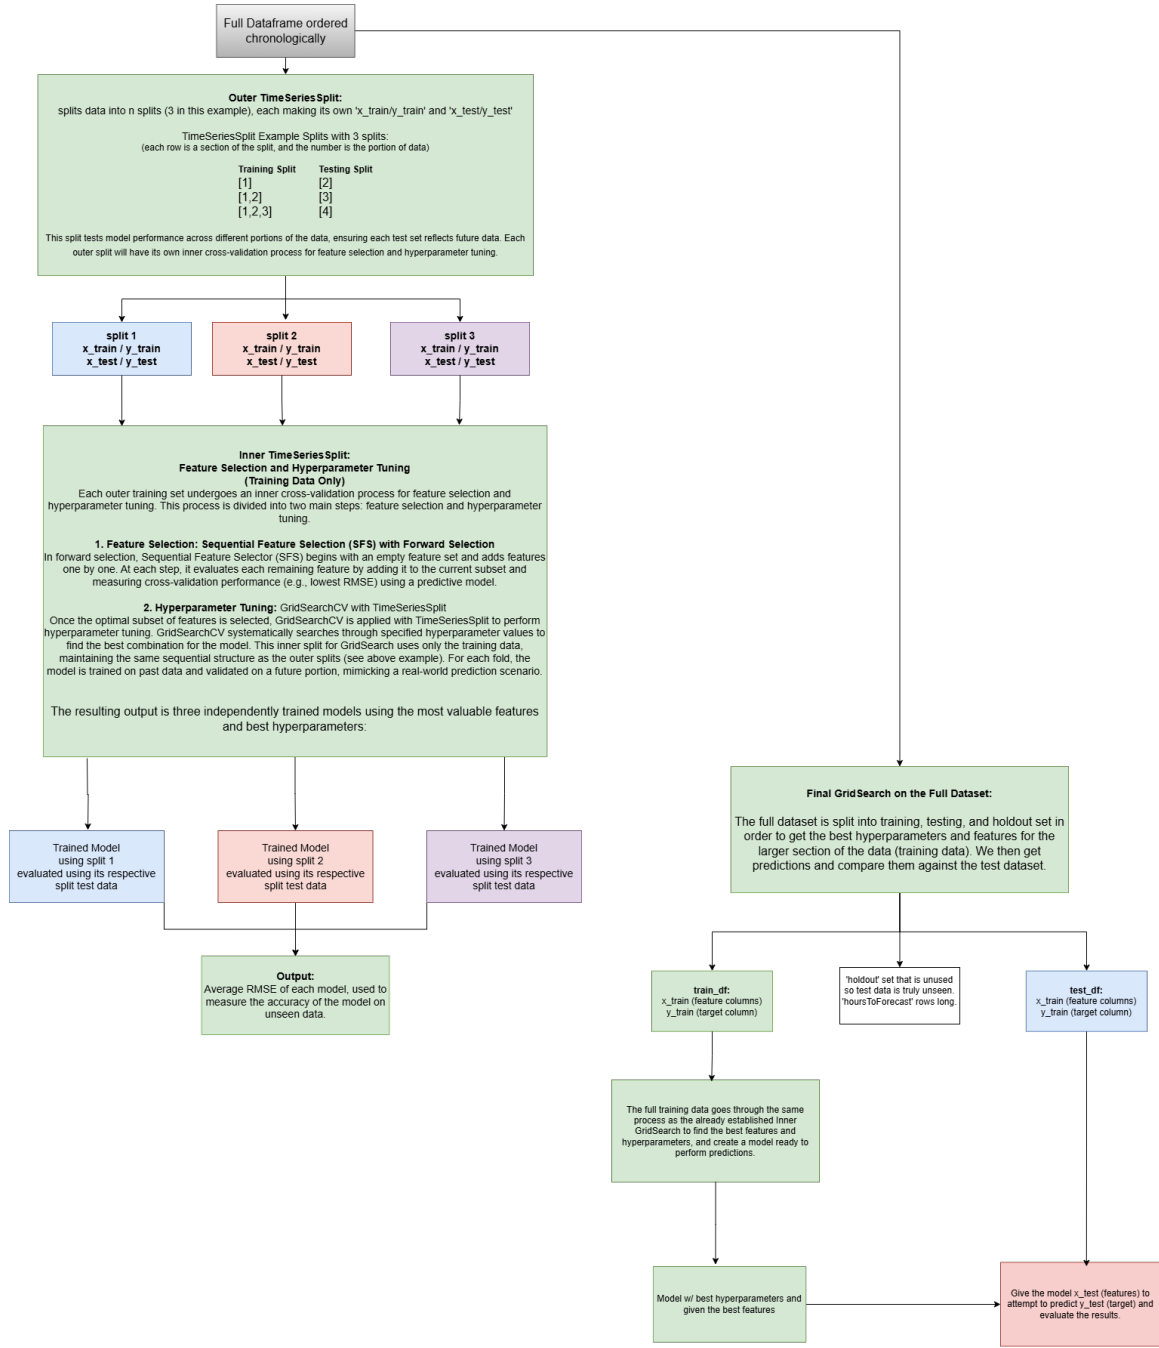 Full Dataframe ordered
chronologically
Outer TimeSeriesSplit:
splits data into n splits (3 in this example), each making its own 'x_train/y_train' and 'x_test/y_test'
TimeSeriesSplit Example Splits with 3 splits:
(each row is a section of the split, and the number is the portion of data)
Training Split Testing Split
[1] [2]
[1,2] [3]
[1,2,3] [4]
This split tests model performance across different portions of the data, ensuring each test set reflects future data. Each
outer split will have its own inner cross-validation process for feature selection and hyperparameter tuning.
split 1
x_train / y_train
x_test / y_test
split 2
x_train / y_train
x_test / y_test
split 3
x_train / y_train
x_test / y_test
Inner TimeSeriesSplit:
Feature Selection and Hyperparameter Tuning
(Training Data Only)
Each outer training set undergoes an inner cross-validation process for feature selection and
hyperparameter tuning. This process is divided into two main steps: feature selection and hyperparameter
tuning.
1. Feature Selection: Sequential Feature Selection (SFS) with Forward Selection
In forward selection, Sequential Feature Selector (SFS) begins with an empty feature set and adds features
one by one. At each step, it evaluates each remaining feature by adding it to the current subset and
measuring cross-validation performance (e.g., lowest RMSE) using a predictive model.
2. Hyperparameter Tuning: GridSearchCV with TimeSeriesSplit
Once the optimal subset of features is selected, GridSearchCV is applied with TimeSeriesSplit to perform
hyperparameter tuning. GridSearchCV systematically searches through specified hyperparameter values to
find the best combination for the model. This inner split for GridSearch uses only the training data,
maintaining the same sequential structure as the outer splits (see above example). For each fold, the
model is trained on past data and validated on a future portion, mimicking a real-world prediction scenario.
The resulting output is three independently trained models using the most valuable features
and best hyperparameters:
Trained Model
using split 1
evaluated using its respective
split test data
Trained Model
using split 2
evaluated using its respective
split test data
Trained Model
using split 3
evaluated using its respective
split test data
Output:
Average RMSE of each model, used to
measure the accuracy of the model on
unseen data.
Final GridSearch on the Full Dataset:
The full dataset is split into training, testing, and holdout set in
order to get the best hyperparameters and features for the
larger section of the data (training data). We then get
predictions and compare them against the test dataset.
train_df:
x_train (feature columns)
y_train (target column)
'holdout' set that is unused
so test data is truly unseen.
'hoursToForecast' rows long.
test_df:
x_train (feature columns)
y_train (target column)
The full training data goes through the same
process as the already established Inner
GridSearch to find the best features and
hyperparameters, and create a model ready to
perform predictions.
Model w/ best hyperparameters and
given the best features
Give the model x_test (features) to
attempt to predict y_test (target) and
evaluate the results.